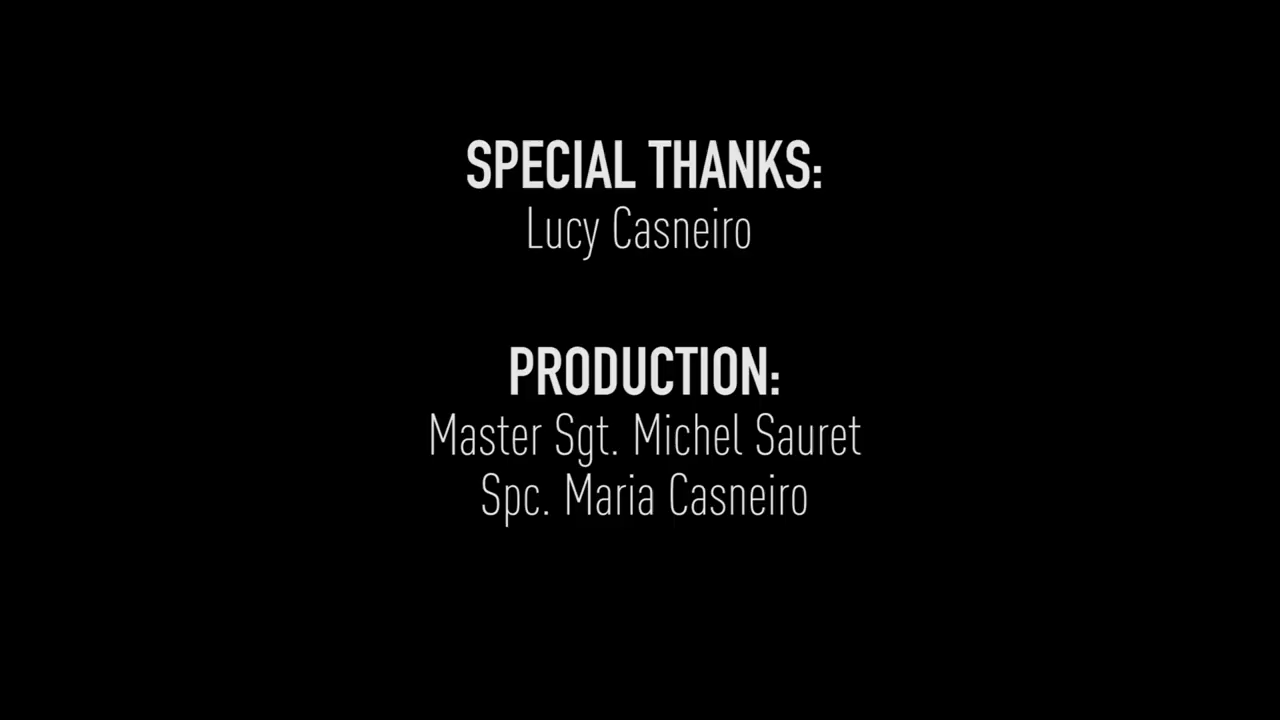 SPECIAL THANKS:
Lucy Casneiro
PRODUCTION:
Master Sgt. Michel Sauret
Spc. Maria Casneiro